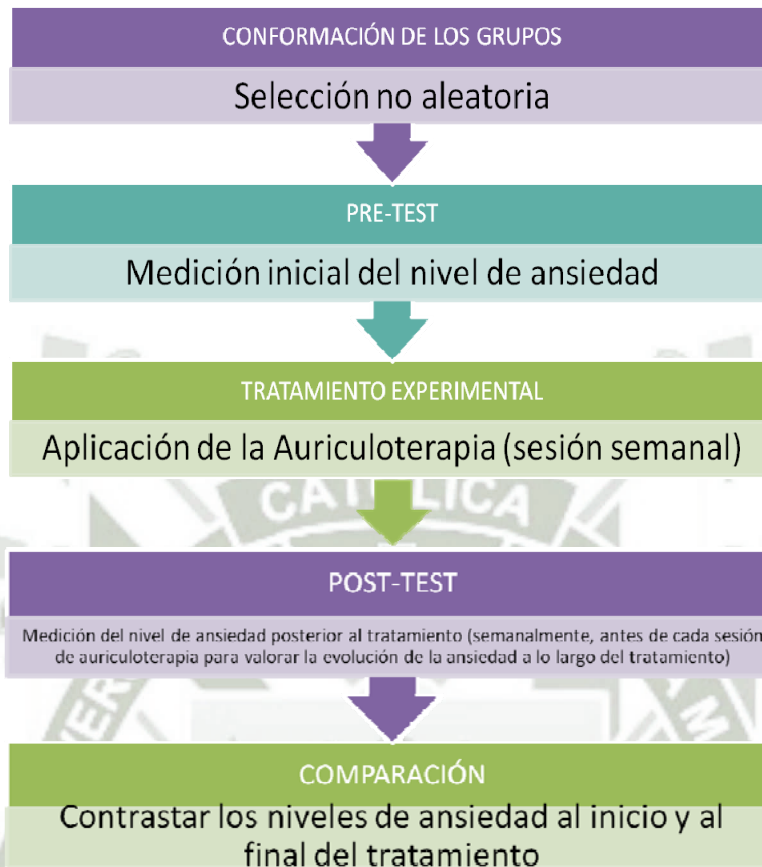 CONFORMACIÓN DE LOS GRUPOS
Selección no aleatoria
PRE-TEST
Medición inicial del nivel de ansiedad
TRATAMIENTO EXPERIMENTAL
Aplicación de la Auriculoterapia (sesión semanal)
CATÓLICA
POST-TEST
Medición del nivel de ansiedad posterior al tratamiento (semanalmente, antes de cada sesión
de auriculoterapia para valorar la evolución de la ansiedad a lo largo del tratamiento)
COMPARACIÓN
Contrastar los niveles de ansiedad al inicio y al
final del tratamiento